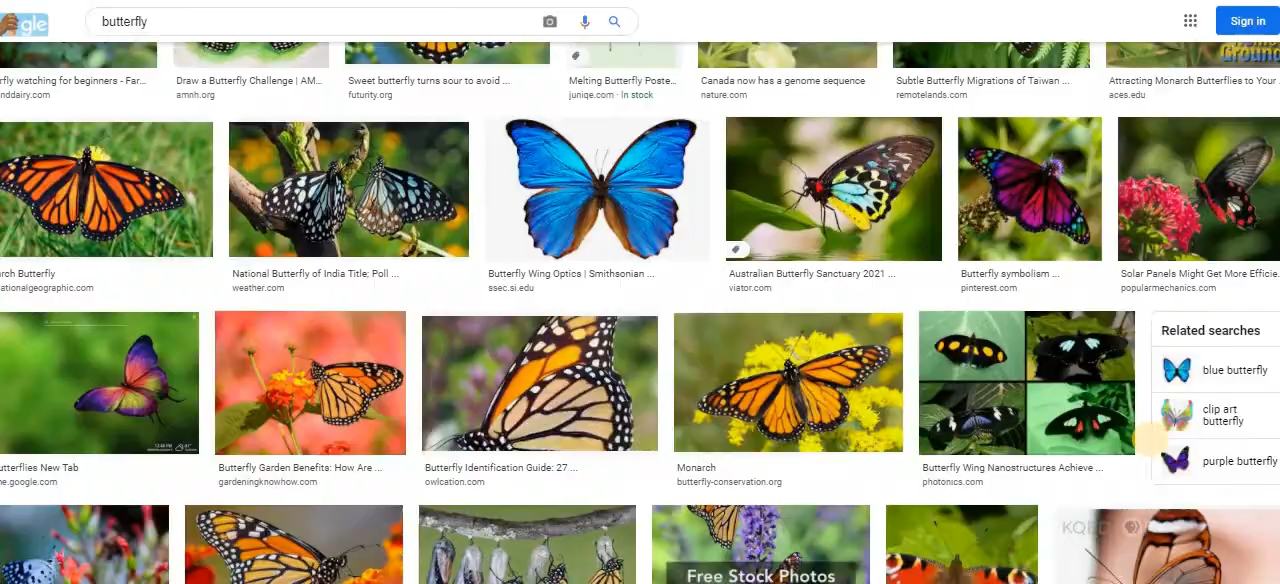 gle
butterfly
Sign in
Ground
rfly watching for beginners - Far...
nddairy.com
Draw a Butterfly Challenge | AM...
amnh.org
Sweet butterfly turns sour to avoid ...
futurity.org
Melting Butterfly Poste...
juniqe.com · In stock
Canada now has a genome sequence
nature.com
Subtle Butterfly Migrations of Taiwan ...
remotelands.com
Attracting Monarch Butterflies to Your
aces.edu
rch Butterfly
ationalgeographic.com
National Butterfly of India Title; Poll ...
weather.com
Butterfly Wing Optics | Smithsonian ...
ssec.si.edu
Australian Butterfly Sanctuary 2021 ...
viator.com
Butterfly symbolism ...
pinterest.com
Solar Panels Might Get More Efficie.
popularmechanics.com
utterflies New Tab
me.google.com
Butterfly Garden Benefits: How Are ...
gardeningknowhow.com
Butterfly Identification Guide: 27 ...
owlcation.com
Monarch
butterfly-conservation.org
Butterfly Wing Nanostructures Achieve ...
photonics.com
Related searches
blue butterfly
clip art
butterfly
purple butterfly
Free Stock Photos
KQED